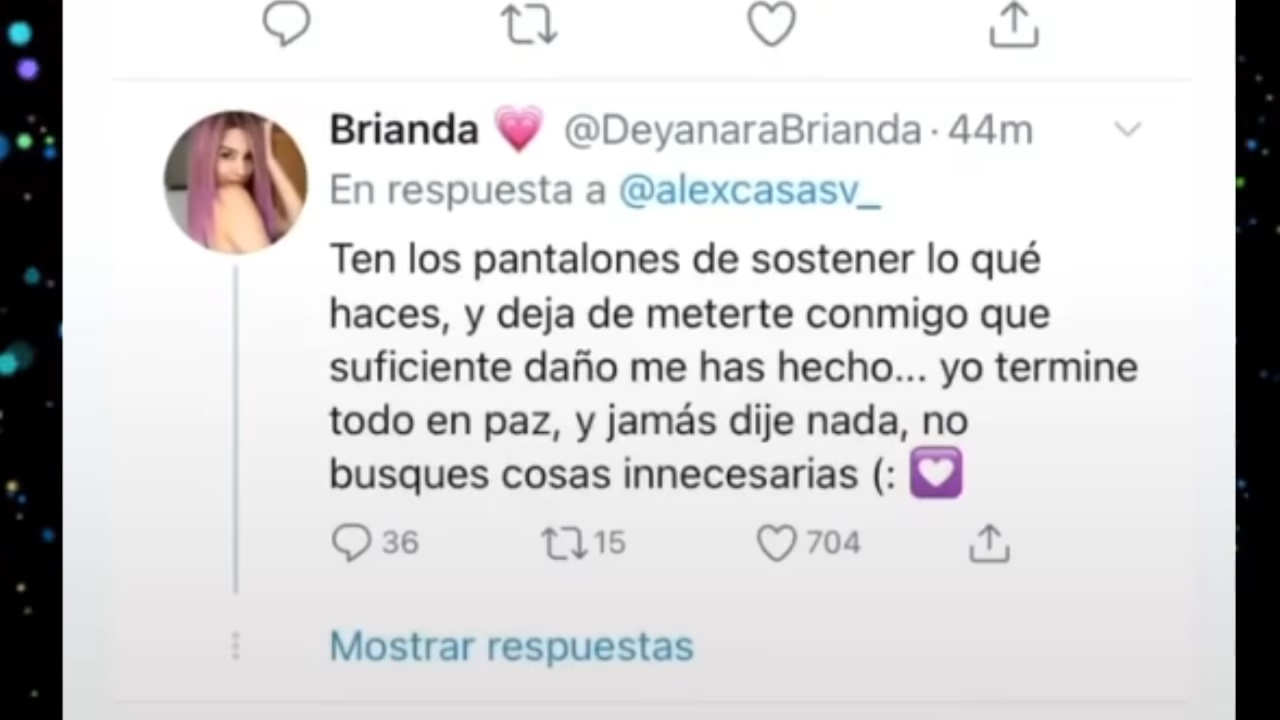 Brianda 💗 @DeyanaraBrianda · 44m
En respuesta a @alexcasasv_
Ten los pantalones de sostener lo qué
haces, y deja de meterte conmigo que
suficiente daño me has hecho... yo termine
todo en paz, y jamás dije nada, no
busques cosas innecesarias (: 💟
36 15 704
Mostrar respuestas